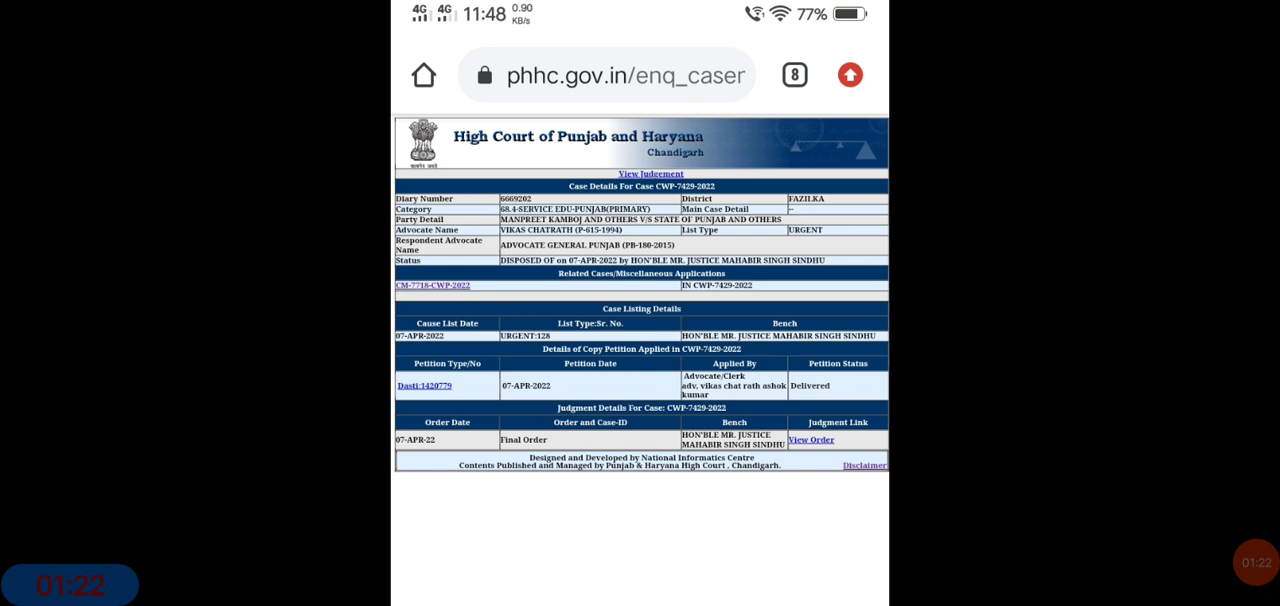 4G 4G 11:48 0.90 KB/s 77%
phhc.gov.in/enq_caser 8
High Court of Punjab and Haryana
Chandigarh
View Judgement
Case Details For Case CWP-7429-2022
Diary Number 6669202 District FAZILKA
Category 68.4-SERVICE EDU-PUNJAB(PRIMARY) Main Case Detail --
Party Detail MANPREET KAMBOJ AND OTHERS V/S STATE OF PUNJAB AND OTHERS
Advocate Name VIKAS CHATRATH (P-615-1994) List Type URGENT
Respondent Advocate Name ADVOCATE GENERAL PUNJAB (PB-180-2015)
Status DISPOSED OF on 07-APR-2022 by HON'BLE MR. JUSTICE MAHABIR SINGH SINDHU
Related Cases/Miscellaneous Applications
CM-7718-CWP-2022 IN CWP-7429-2022
Case Listing Details
Cause List Date List Type:Sr. No. Bench
07-APR-2022 URGENT:128 HON'BLE MR. JUSTICE MAHABIR SINGH SINDHU
Details of Copy Petition Applied in CWP-7429-2022
Petition Type/No Petition Date Applied By Petition Status
Dasti:1420779 07-APR-2022 Advocate/Clerk adv. vikas chat rath ashok kumar Delivered
Judgment Details For Case: CWP-7429-2022
Order Date Order and Case-ID Bench Judgment Link
07-APR-22 Final Order HON'BLE MR. JUSTICE MAHABIR SINGH SINDHU View Order
Designed and Developed by National Informatics Centre
Contents Published and Managed by Punjab & Haryana High Court , Chandigarh. Disclaimer
01:22 01:22